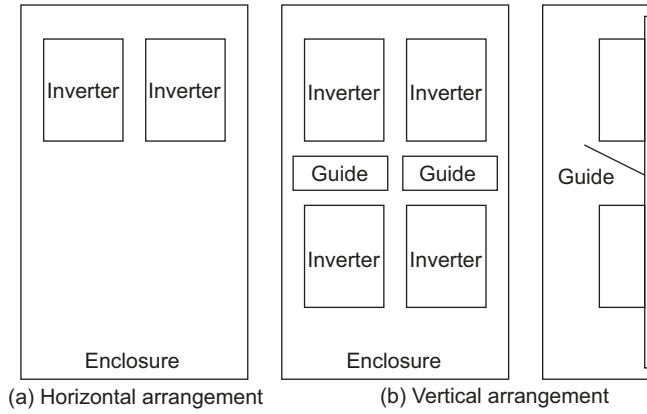 Inverter Inverter
Enclosure
(a) Horizontal arrangement
Inverter Inverter
Guide Guide
Inverter Inverter
Enclosure
Guide
(b) Vertical arrangement